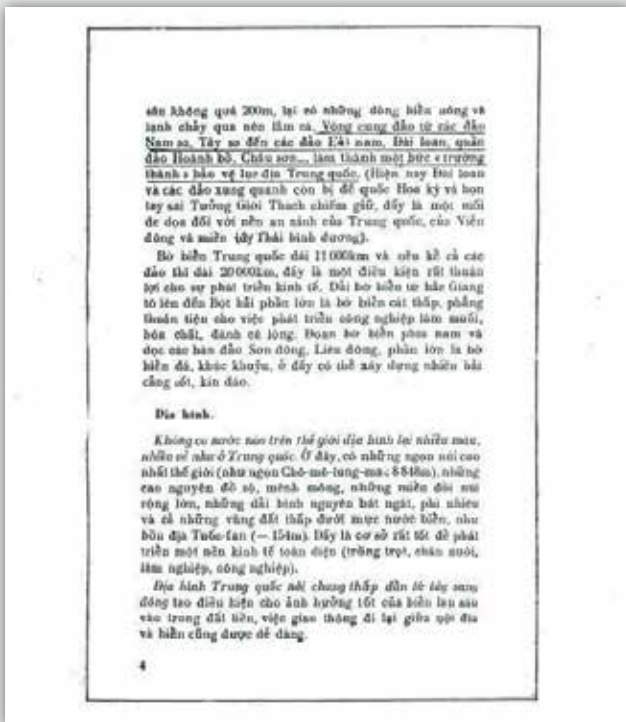 sâu không quá 200m, lại có những dòng biển nóng và
lạnh chảy qua nên lắm cá. Vòng cung đảo từ các đảo
Nam sa, Tây sa đến các đảo Hải nam, Đài loan, quần
đảo Hoành bồ, Châu sơn... làm thành một bức « trường
thành » bảo vệ lục địa Trung quốc. (Hiện nay Đài loan
và các đảo xung quanh còn bị đế quốc Hoa kỳ và bọn
tay sai Tưởng Giới Thạch chiếm giữ, đấy là một mối
đe dọa đối với nền an ninh của Trung quốc, của Viễn
đông và miền tây Thái bình dương).
Bờ biển Trung quốc dài 11000km và nếu kể cả các
đảo thì dài 20000km, đấy là một điều kiện rất thuận
lợi cho sự phát triển kinh tế. Dải bờ biển từ bắc Giang
tô lên đến Bột hải phần lớn là bờ biển cát thấp, phẳng
thuận tiện cho việc phát triển công nghiệp làm muối,
hóa chất, đánh cá lộng. Đoạn bờ biển phía nam và
dọc các bán đảo Sơn đông, Liêu đông, phần lớn là bờ
biển đá, khúc khuỷu, ở đấy có thể xây dựng nhiều hải
cảng tốt, kín đáo.
Địa hình.
Không có nước nào trên thế giới địa hình lại nhiều màu,
nhiều vẻ như ở Trung quốc. Ở đây, có những ngọn núi cao
nhất thế giới (như ngọn Chô-mô-lung-ma: 8848m), những
cao nguyên đồ sộ, mênh mông, những miền đồi núi
rộng lớn, những dải bình nguyên bát ngát, phì nhiêu
và cả những vùng đất thấp dưới mực nước biển, như
bồn địa Tuốc-fan (— 154m). Đấy là cơ sở rất tốt để phát
triển một nền kinh tế toàn diện (trồng trọt, chăn nuôi,
lâm nghiệp, công nghiệp).
Địa hình Trung quốc nói chung thấp dần từ tây sang
đông tạo điều kiện cho ảnh hưởng tốt của biển lan sâu
vào trong đất liền, việc giao thông đi lại giữa nội địa
và biển cũng được dễ dàng.
4